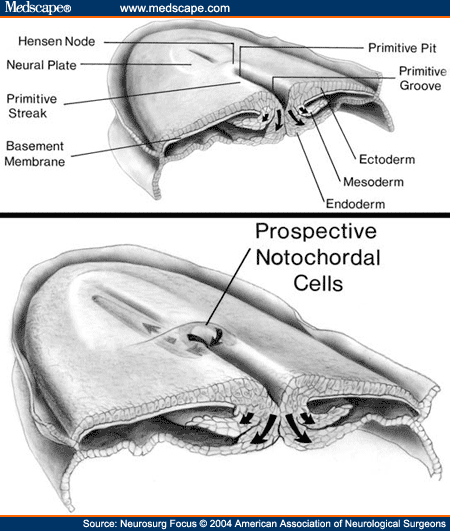 Medscape® www.medscape.com
Hensen Node
Neural Plate
Primitive
Streak
Basement
Membrane
Primitive Pit
Primitive
Groove
Ectoderm
Mesoderm
Endoderm
Prospective
Notochordal
Cells
Source: Neurosurg Focus © 2004 American Association of Neurological Surgeons